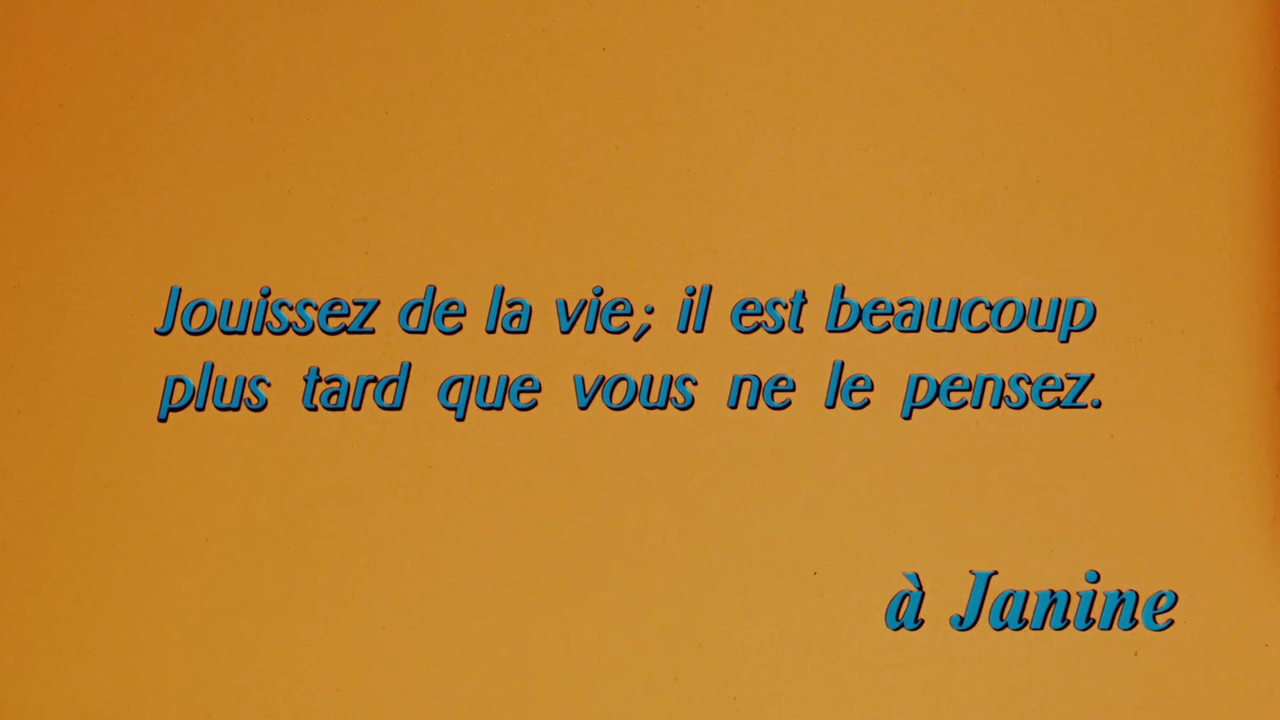 Jouissez de la vie; il est beaucoup
plus tard que vous ne le pensez.
à Janine